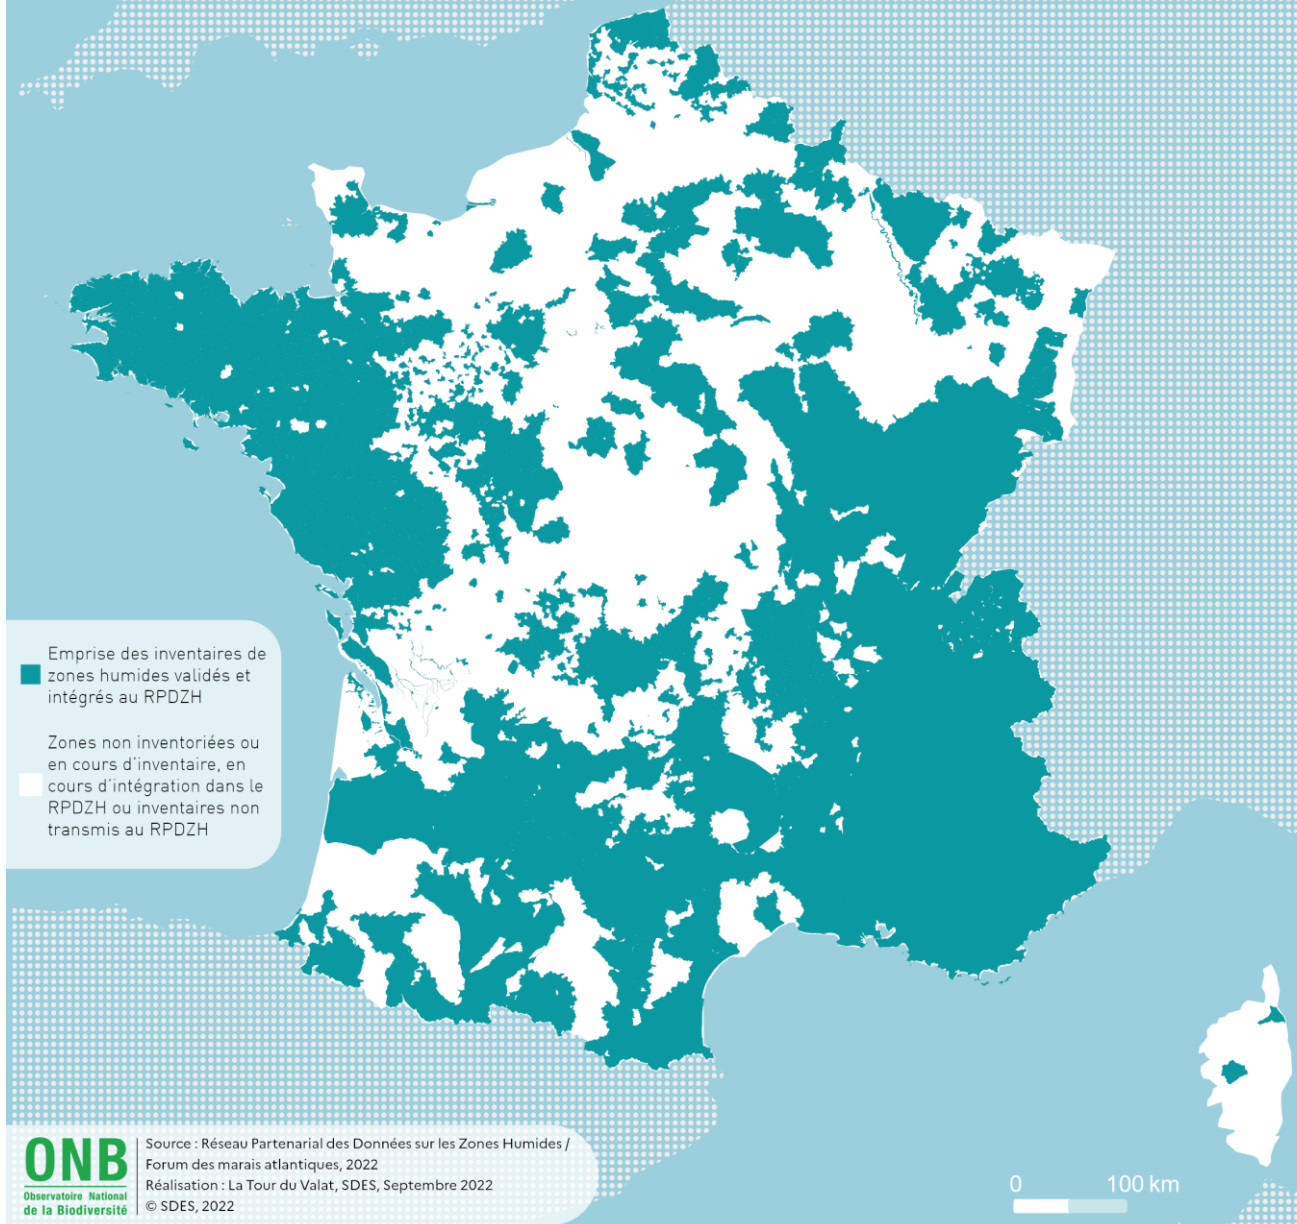 Emprise des inventaires de
zones humides validés et
intégrés au RPDZH
Zones non inventoriées ou
en cours d'inventaire, en
cours d'intégration dans le
RPDZH ou inventaires non
transmis au RPDZH
ONB
Observatoire National
de la Biodiversité
Source : Réseau Partenarial des Données sur les Zones Humides /
Forum des marais atlantiques, 2022
Réalisation : La Tour du Valat, SDES, Septembre 2022
© SDES, 2022
0 100 km